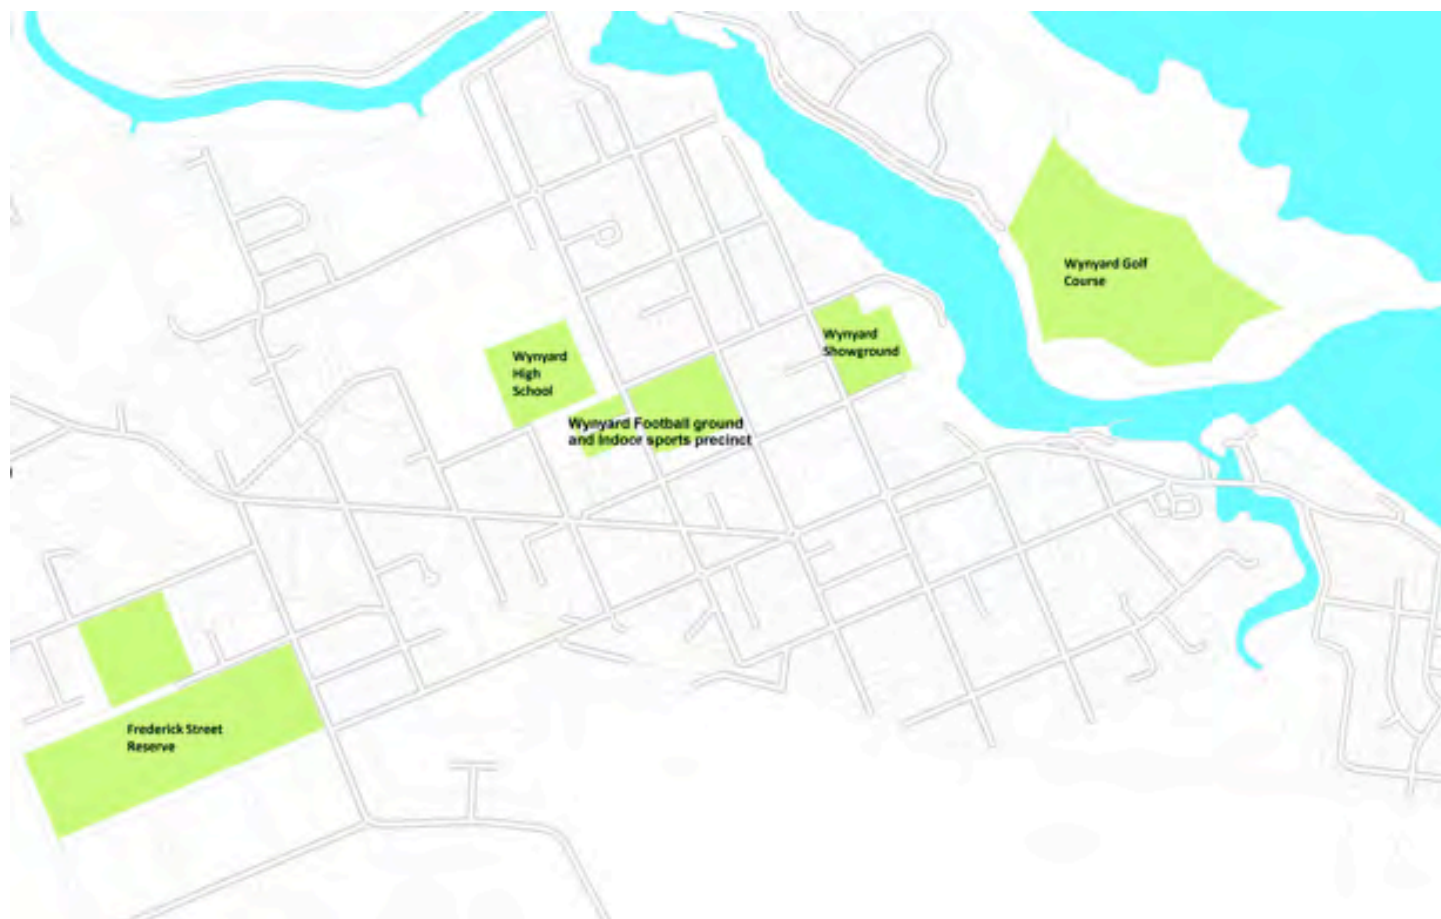 Wynyard Golf
Course
Wynyard
Showground
Wynyard
High
School
Wynyard Football ground
and Indoor sports precinct
Frederick Street
Reserve